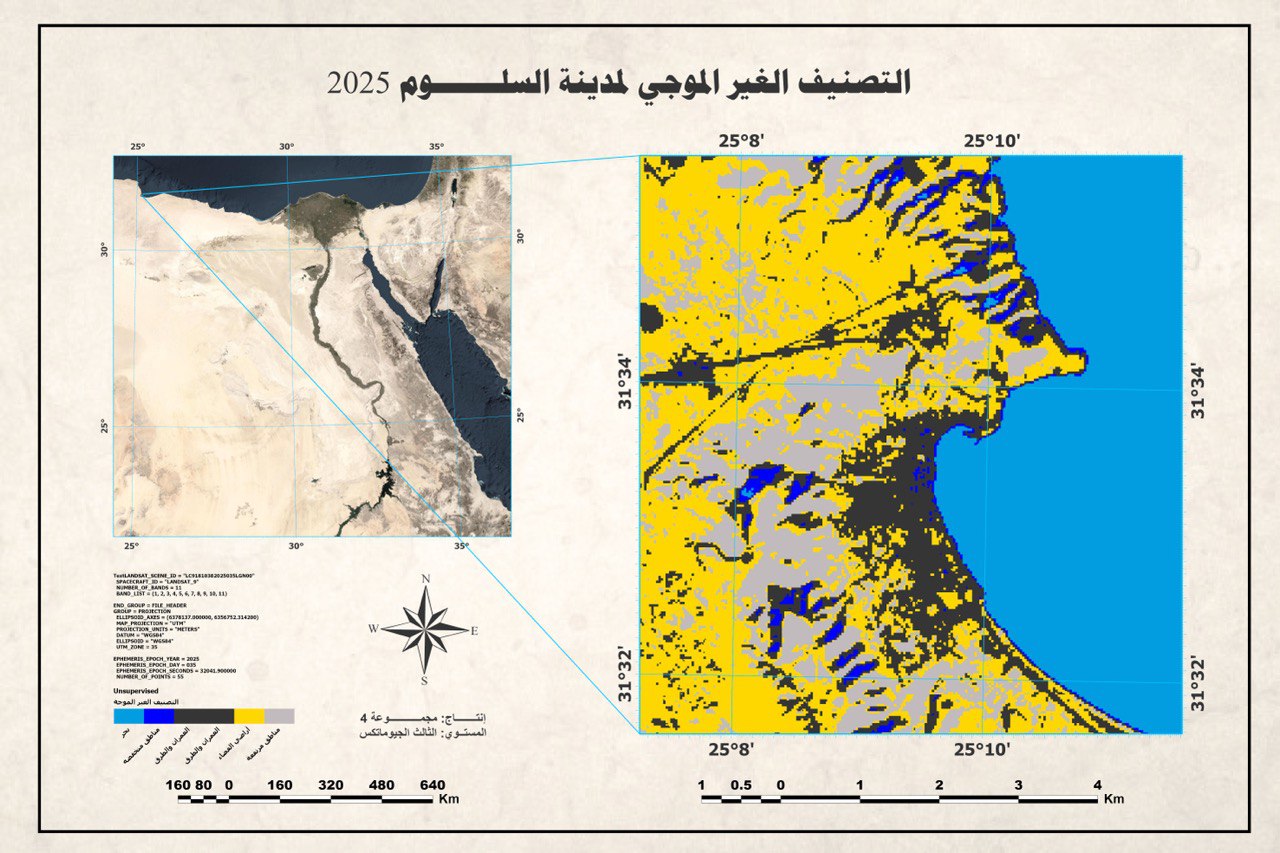 التصنيف الغير الموجي لمدينة السلـــــــوم 2025
25° 30° 35°
30° 30°
25° 25°
25° 30° 35°
25°8' 25°10'
31°34' 31°34'
31°32' 31°32'
25°8' 25°10'
TextLANDSAT_SCENE_ID = "LC91810382025035LGN00"
SPACECRAFT_ID = "LANDSAT_9"
NUMBER_OF_BANDS = 11
BAND_LIST = (1, 2, 3, 4, 5, 6, 7, 8, 9, 10, 11)
END_GROUP = FILE_HEADER
GROUP = PROJECTION
ELLIPSOID_AXES = (6378137.000000, 6356752.314200)
MAP_PROJECTION = "UTM"
PROJECTION_UNITS = "METERS"
DATUM = "WGS84"
ELLIPSOID = "WGS84"
UTM_ZONE = 35
EPHEMERIS_EPOCH_YEAR = 2025
EPHEMERIS_EPOCH_DAY = 035
EPHEMERIS_EPOCH_SECONDS = 32041.900000
NUMBER_OF_POINTS = 55
Unsupervised
التصنيف الغير الموجة
بحر
مناطق منخفضة
العمران والطرق
العمران والطرق
أراضي الفضاء
مناطق مرتفعة
N
W E
S
إنتـــاج: مجمـــــوعة 4
المستوي: الثالث الجيوماتكس
160 80 0 160 320 480 640
Km
1 0.5 0 1 2 3 4
Km